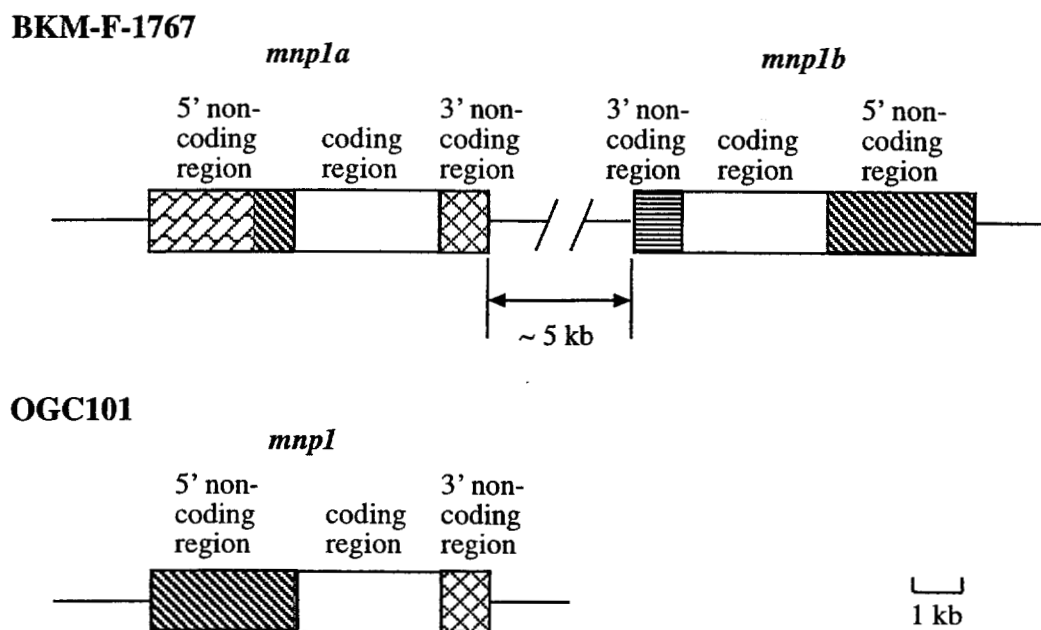 BKM-F-1767
mnp1a
mnp1b
5’ non-
coding
region
coding
region
3’ non-
coding
region
3’ non-
coding
region
coding
region
5’ non-
coding
region
~ 5 kb
OGC101
mnp1
5’ non-
coding
region
coding
region
3’ non-
coding
region
1 kb